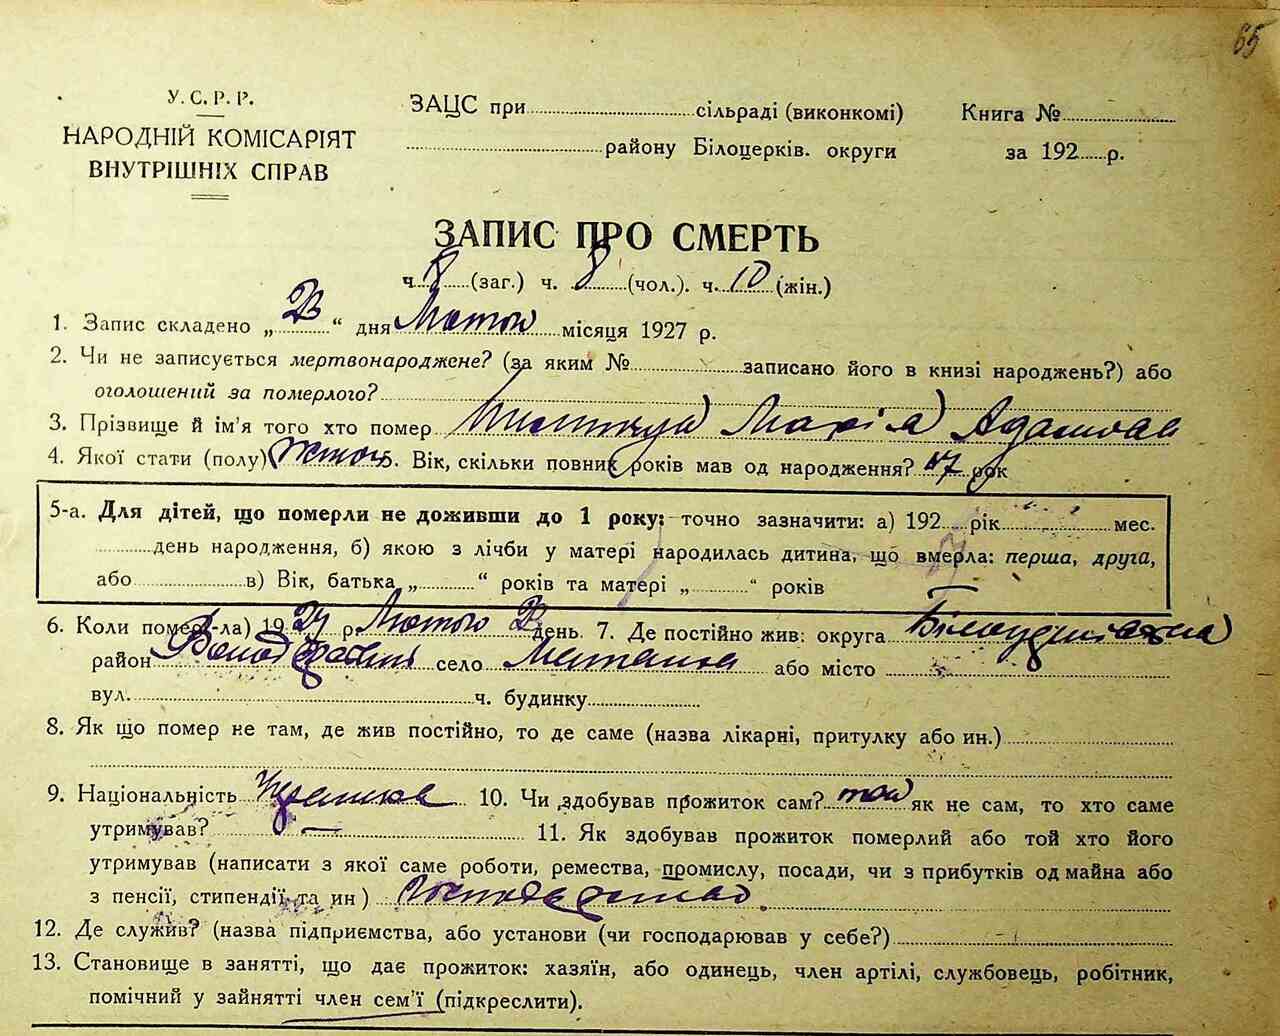 65
У.С.Р.Р.
НАРОДНІЙ КОМІСАРІЯТ
ВНУТРІШНІХ СПРАВ
ЗАЦС при сільраді (виконкомі)
району Білоцерків. округи
Книга №
за 192 р.
ЗАПИС ПРО СМЕРТЬ
ч. 8 (заг.) ч. 8 (чол.). ч. 10 (жін.)
1. Запис складено „ “ дня Лютого місяця 1927 р.
2. Чи не записується мертвонароджене? (за яким № записано його в книзі народжень?) або
оголошений за померлого?
3. Прізвище й ім'я того хто помер Марія Адамова
4. Якої статі (полу) Жіноч. Вік, скільки повних років мав од народження? рок
5-а. Для дітей, що померли не доживши до 1 року: точно зазначити: а) 192 рік мес.
день народження, б) якою з лічби у матері народилась дитина, що вмерла: перша, друга,
або в) Вік, батька „ “ років та матері „ “ років
6. Коли помер(-ла) 1927 р. Лютого день. 7. Де постійно жив: округа Білоцерківська
район село або місто
вул. ч. будинку
8. Як що помер не там, де жив постійно, то де саме (назва лікарні, притулку або ин.)
9. Національність Українка 10. Чи здобував прожиток сам? як не сам, то хто саме
утримував? — 11. Як здобував прожиток померлий або той хто його
утримував (написати з якої саме роботи, ремества, промислу, посади, чи з прибутків од майна або
з пенсії, стипендії та ин)
12. Де служив? (назва підприємства, або установи (чи господарював у себе?)
13. Становище в занятті, що дає прожиток: хазяїн, або одинець, член артілі, службовець, робітник,
помічний у зайнятті член сем'ї (підкреслити).